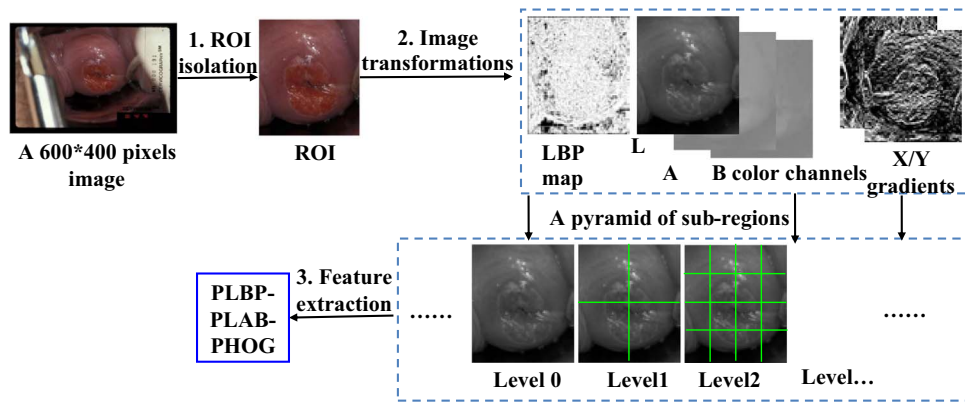 1. ROI
isolation
2. Image
transformations
A 600*400 pixels
image
ROI
LBP
map
L
A
B color channels
X/Y
gradients
A pyramid of sub-regions
PLBP-
PLAB-
PHOG
3. Feature
extraction
......
......
Level 0
Level1
Level2
Level...